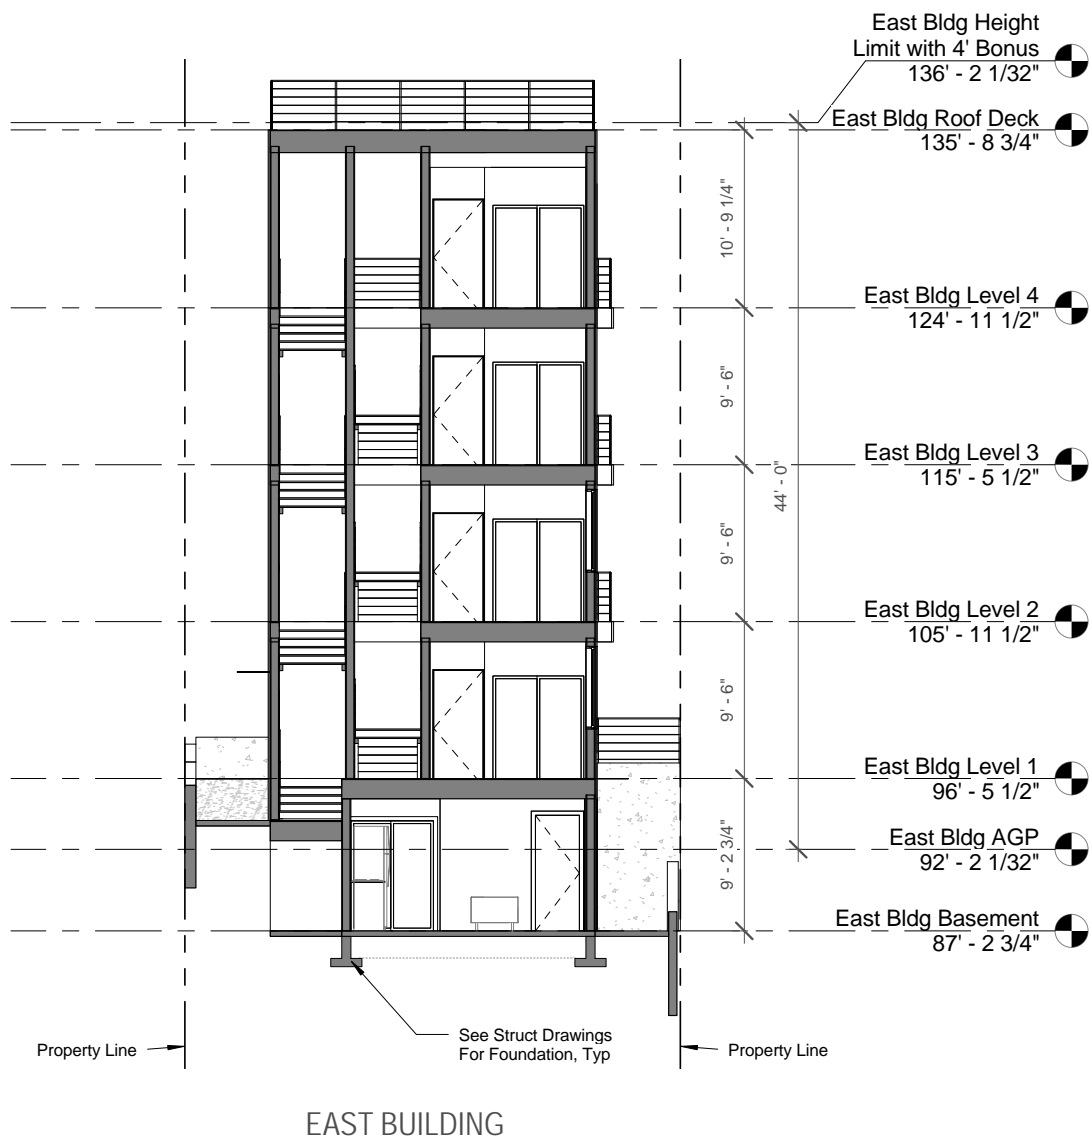 East Bldg Height
Limit with 4' Bonus
136' - 2 1/32"
East Bldg Roof Deck
135' - 8 3/4"
10' - 9 1/4"
East Bldg Level 4
124' - 11 1/2"
9' - 6"
East Bldg Level 3
115' - 5 1/2"
44' - 0"
9' - 6"
East Bldg Level 2
105' - 11 1/2"
9' - 6"
East Bldg Level 1
96' - 5 1/2"
East Bldg AGP
92' - 2 1/32"
9' - 2 3/4"
East Bldg Basement
87' - 2 3/4"
See Struct Drawings
For Foundation, Typ
Property Line
Property Line
EAST BUILDING